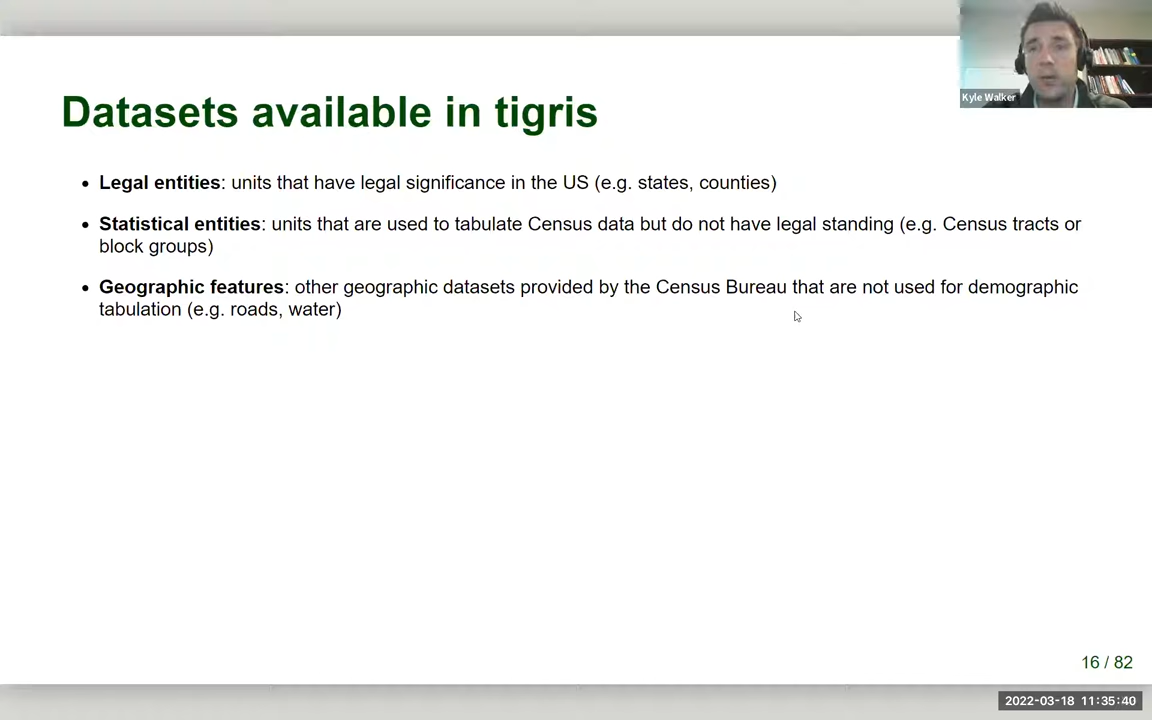 Kyle Walker
Datasets available in tigris
Legal entities: units that have legal significance in the US (e.g. states, counties)
Statistical entities: units that are used to tabulate Census data but do not have legal standing (e.g. Census tracts or
block groups)
Geographic features: other geographic datasets provided by the Census Bureau that are not used for demographic
tabulation (e.g. roads, water)
16 / 82
2022-03-18 11:35:40